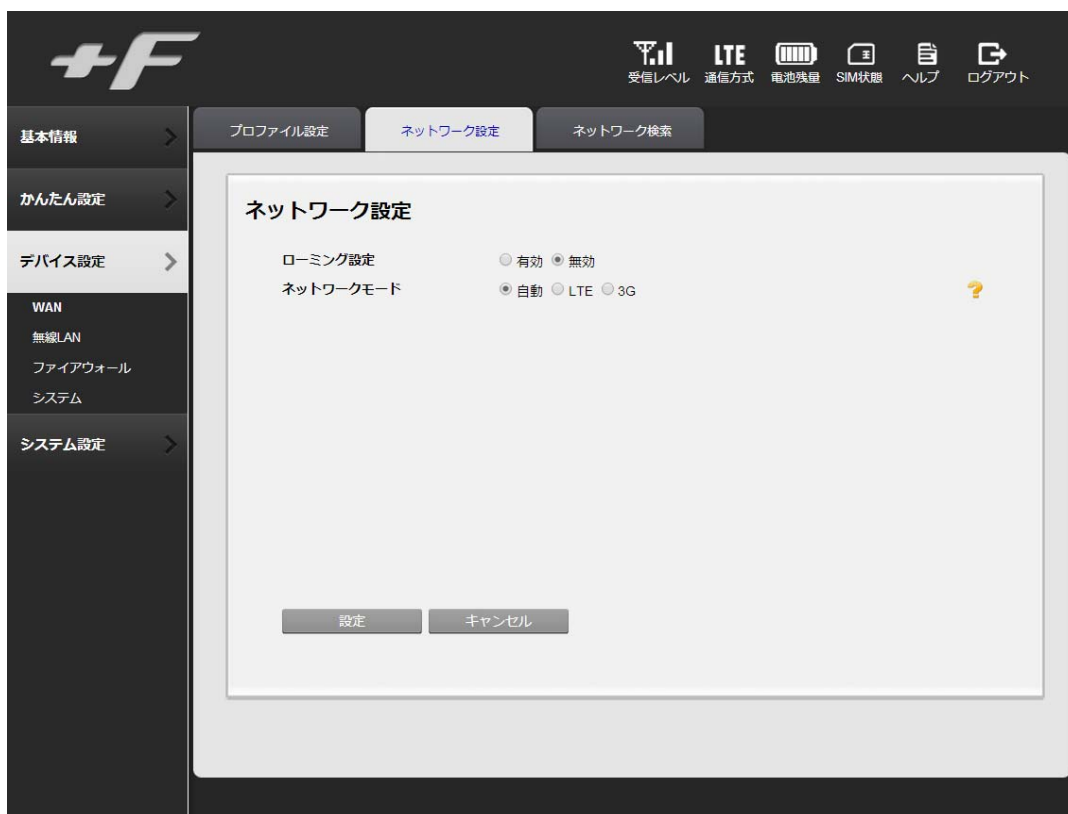 +F
受信レベル
LTE
通信方式
電池残量
SIM状態
ヘルプ
ログアウト
基本情報
かんたん設定
デバイス設定
WAN
無線LAN
ファイアウォール
システム
システム設定
プロファイル設定
ネットワーク設定
ネットワーク検索
ネットワーク設定
ローミング設定 有効 無効
ネットワークモード 自動 LTE 3G ?
設定 キャンセル